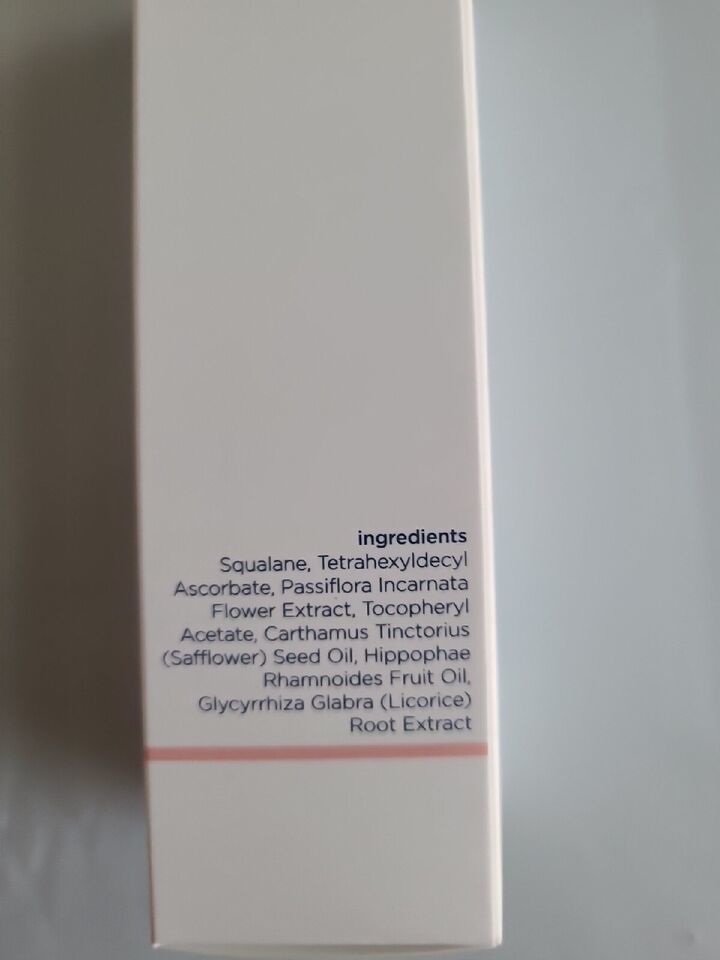 ingredients
Squalane, Tetrahexyldecyl
Ascorbate, Passiflora Incarnata
Flower Extract, Tocopheryl
Acetate, Carthamus Tinctorius
(Safflower) Seed Oil, Hippophae
Rhamnoides Fruit Oil,
Glycyrrhiza Glabra (Licorice)
Root Extract